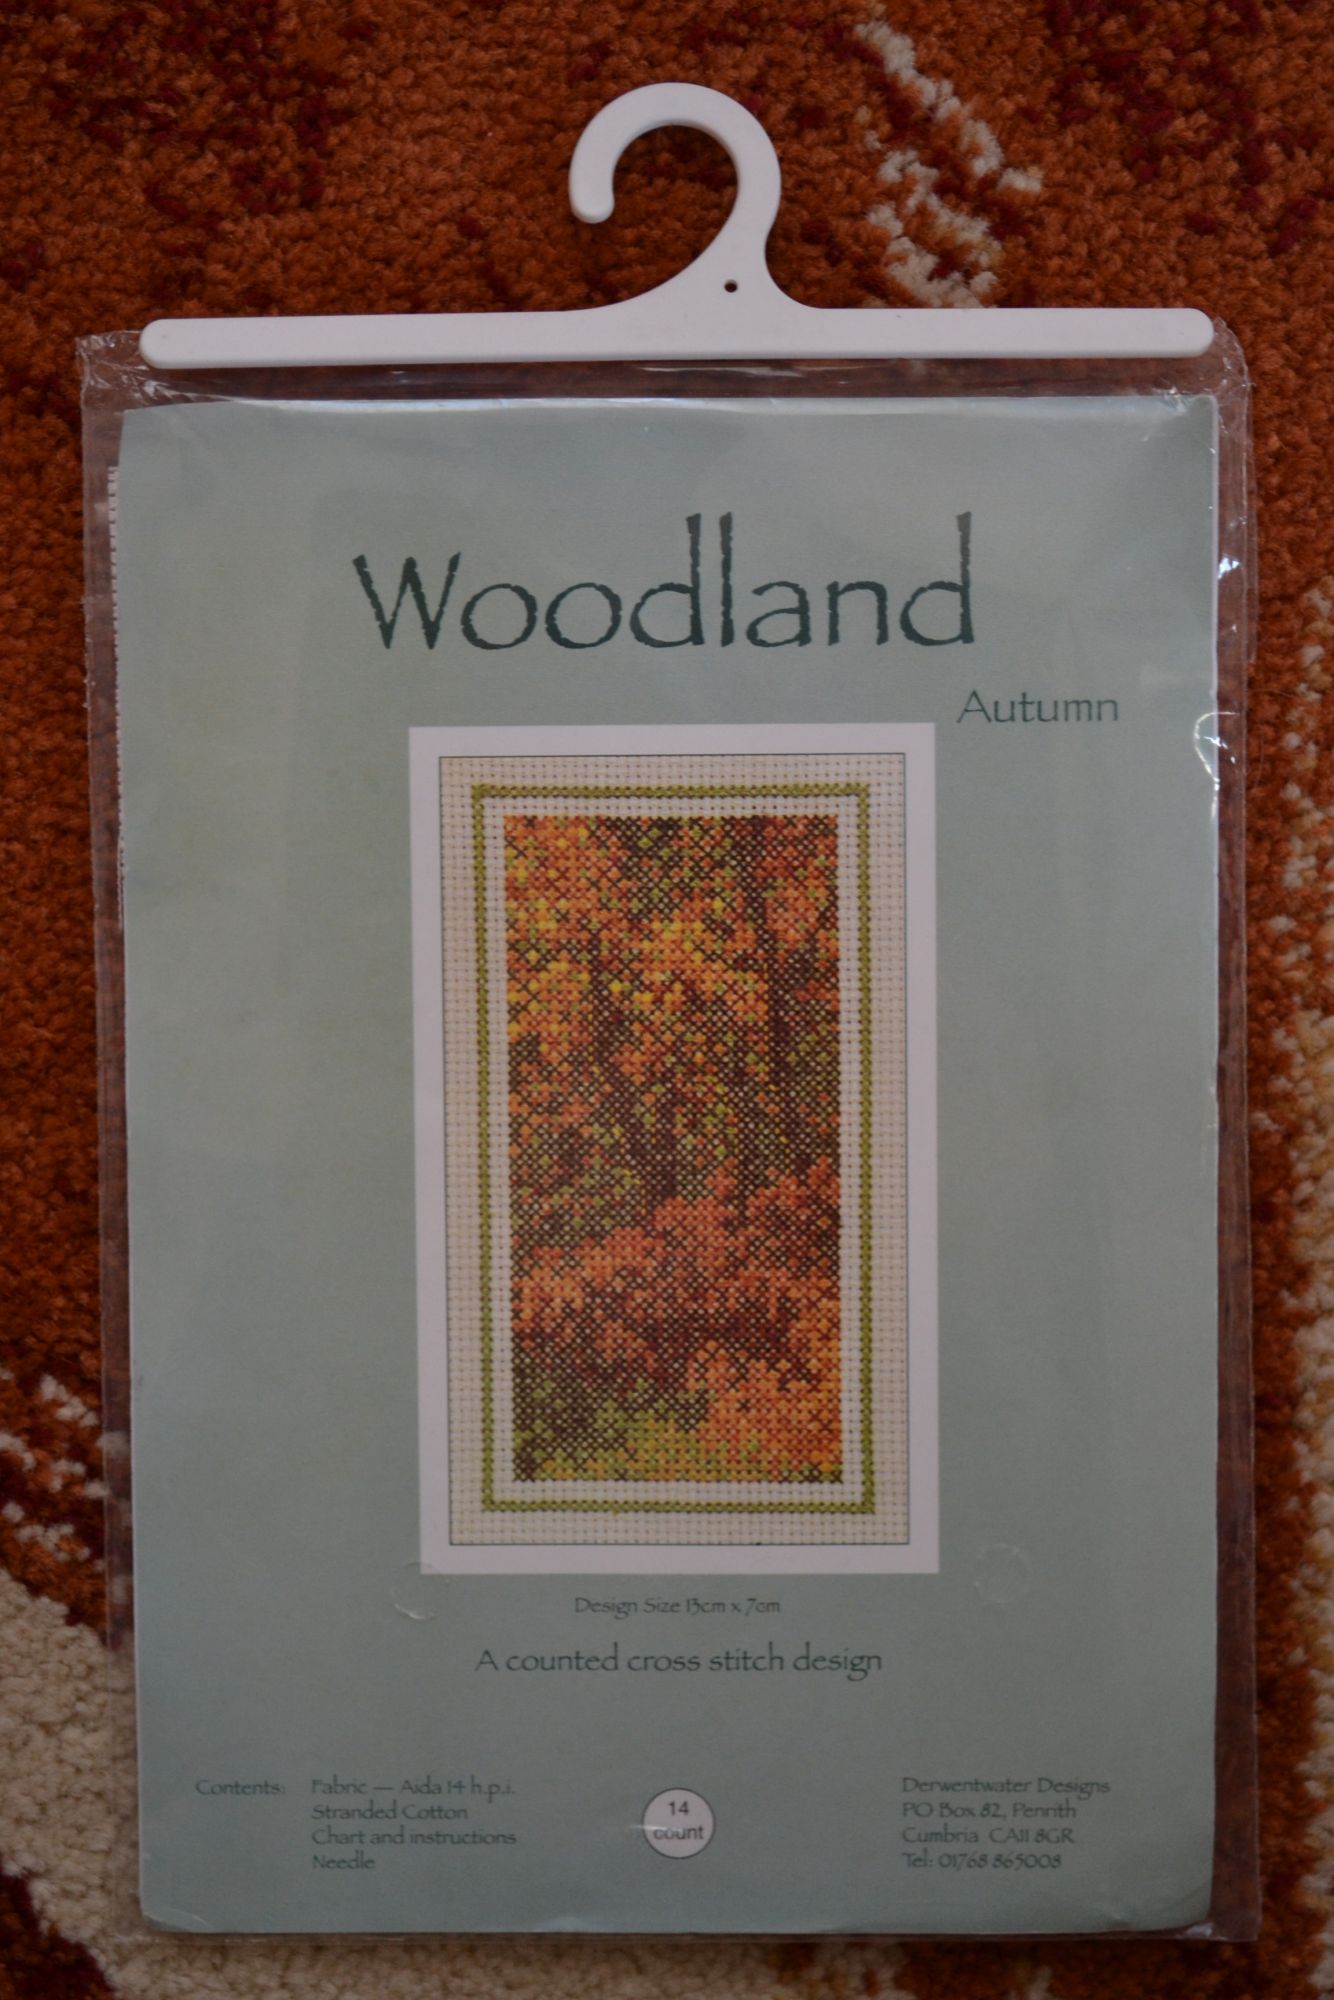 Woodland
Autumn
Design Size 13cm x 7cm
A counted cross stitch design
Contents: Fabric — Aida 14 h.p.i.
Stranded Cotton
Chart and instructions
Needle
14
count
Derwentwater Designs
PO Box 82, Penrith
Cumbria CA11 8GR
Tel: 01768 865008